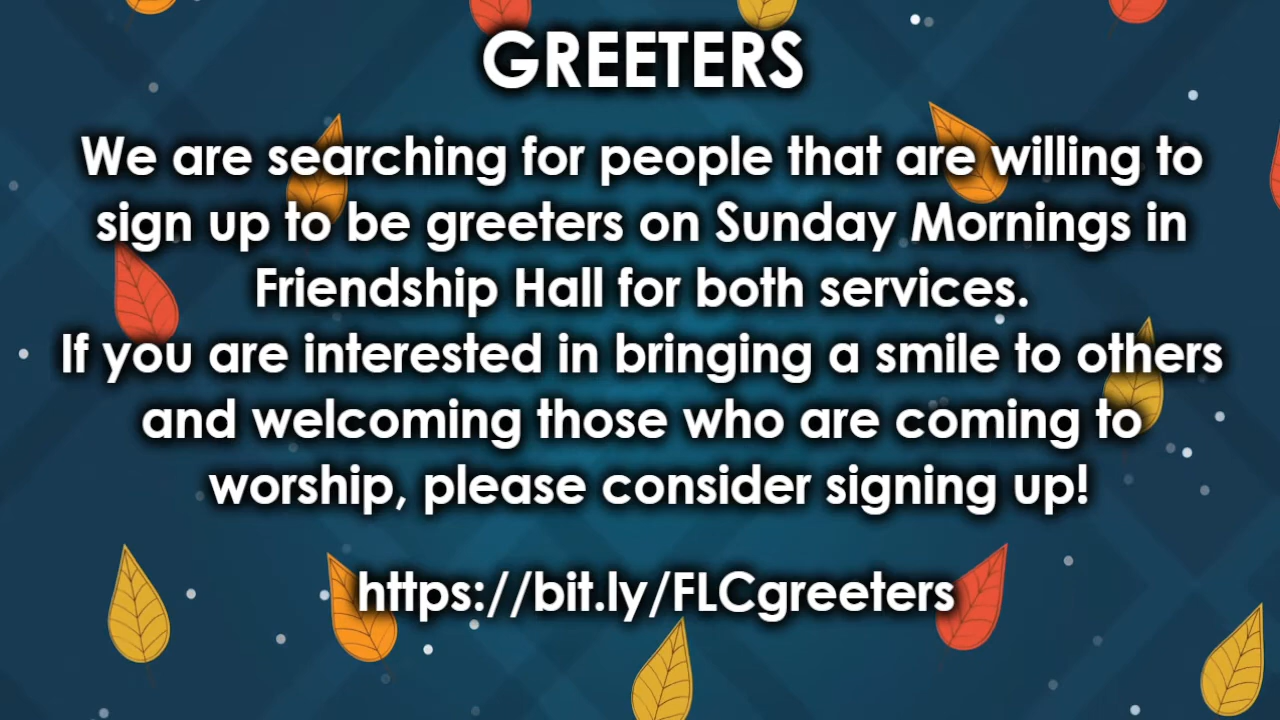 GREETERS
We are searching for people that are willing to
sign up to be greeters on Sunday Mornings in
Friendship Hall for both services.
If you are interested in bringing a smile to others
and welcoming those who are coming to
worship, please consider signing up!
https://bit.ly/FLCgreeters